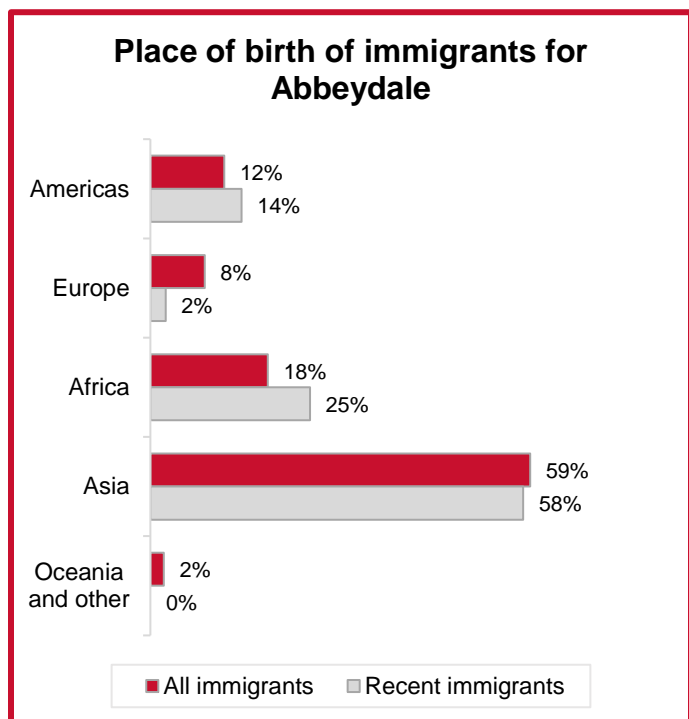 Place of birth of immigrants for
Abbeydale
Americas
12%
14%
Europe
8%
2%
Africa
18%
25%
Asia
59%
58%
Oceania
and other
2%
0%
All immigrants
Recent immigrants